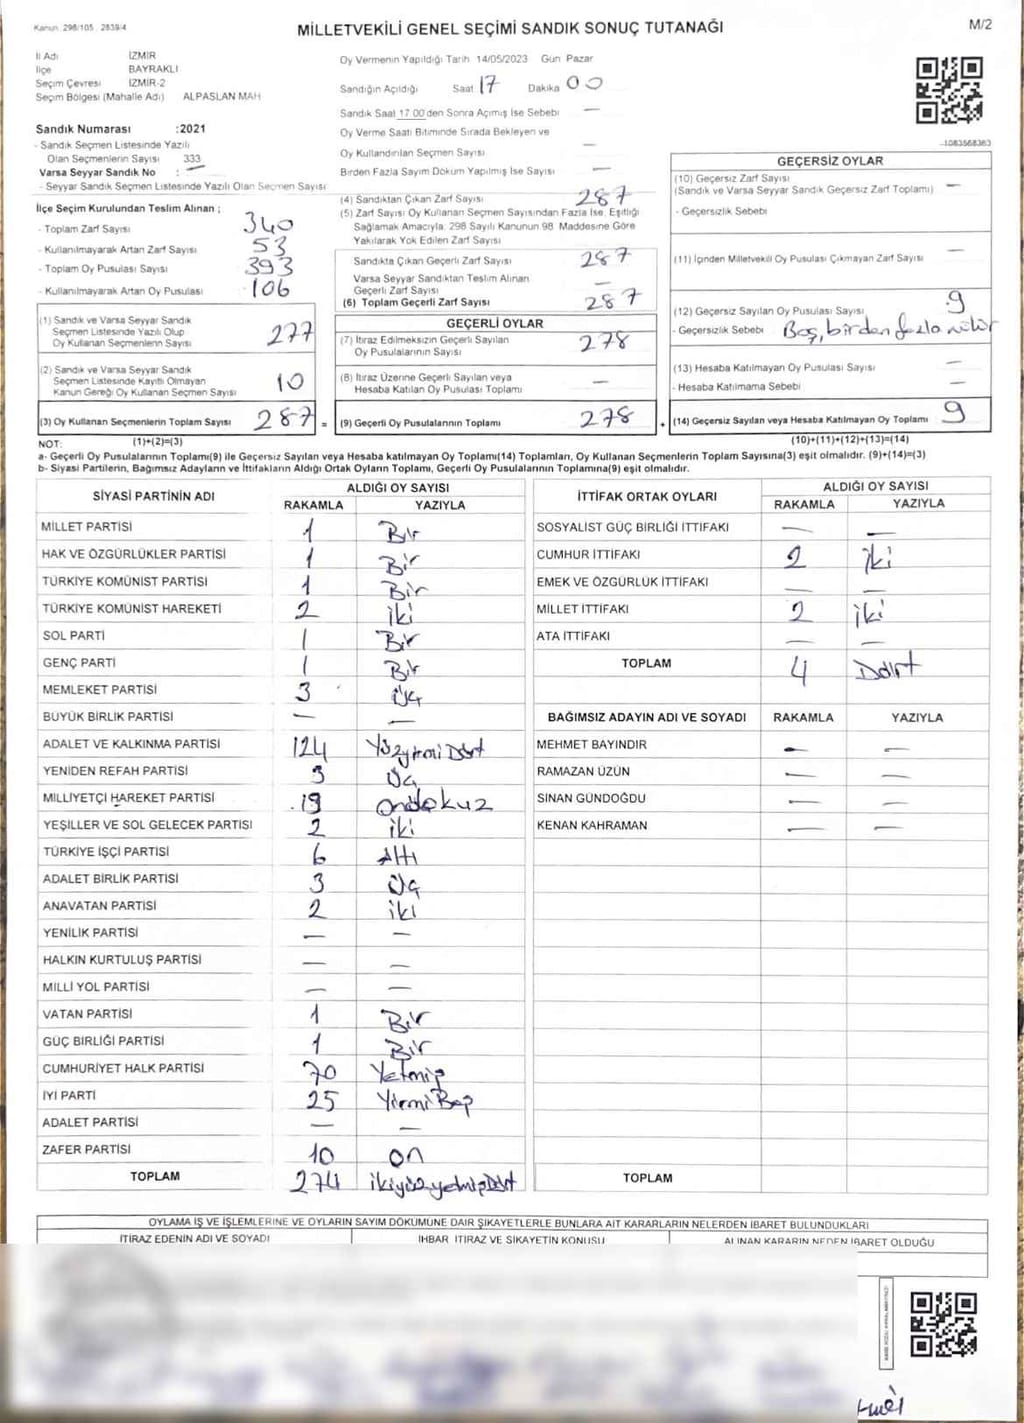 Kanun: 298/105 2839/4
MİLLETVEKİLİ GENEL SEÇİMİ SANDIK SONUÇ TUTANAĞI
M/2
İl Adı İZMİR
İlçe BAYRAKLI
Seçim Çevresi İZMİR-2
Seçim Bölgesi (Mahalle Adı) ALPASLAN MAH
Sandık Numarası :2021
- Sandık Seçmen Listesinde Yazılı
Olan Seçmenlerin Sayısı 333
Varsa Seyyar Sandık No : —
- Seyyar Sandık Seçmen Listesinde Yazılı Olan Seçmen Sayısı
İlçe Seçim Kurulundan Teslim Alınan ;
- Toplam Zarf Sayısı 340
- Kullanılmayarak Artan Zarf Sayısı 53
- Toplam Oy Pusulası Sayısı 393
- Kullanılmayarak Artan Oy Pusulası 106
(1) Sandık ve Varsa Seyyar Sandık
Seçmen Listesinde Yazılı Olup
Oy Kullanan Seçmenlerin Sayısı 277
(2) Sandık ve Varsa Seyyar Sandık
Seçmen Listesinde Kayıtlı Olmayan
Kanun Gereği Oy Kullanan Seçmen Sayısı 10
(3) Oy Kullanan Seçmenlerin Toplam Sayısı 287 =
Oy Vermenin Yapıldığı Tarih 14/05/2023 Gün Pazar
Sandığın Açıldığı Saat 17 Dakika 00
Sandık Saat 17.00'den Sonra Açımış İse Sebebi —
Oy Verme Saati Bitiminde Sırada Bekleyen ve
Oy Kullandırılan Seçmen Sayısı —
Birden Fazla Sayım Döküm Yapılmış İse Sayısı —
(4) Sandıktan Çıkan Zarf Sayısı 287
(5) Zarf Sayısı Oy Kullanan Seçmen Sayısından Fazla İse, Eşitliği
Sağlamak Amacıyla, 298 Sayılı Kanunun 98. Maddesine Göre
Yakılarak Yok Edilen Zarf Sayısı
Sandıkta Çıkan Geçerli Zarf Sayısı 287
Varsa Seyyar Sandıktan Teslim Alınan
Geçerli Zarf Sayısı —
(6) Toplam Geçerli Zarf Sayısı 287
GEÇERLİ OYLAR
(7) İtiraz Edilmeksizin Geçerli Sayılan
Oy Pusulalarının Sayısı 278
(8) İtiraz Üzerine Geçerli Sayılan veya
Hesaba Katılan Oy Pusulası Toplamı —
(9) Geçerli Oy Pusulalarının Toplamı 278 +
-1083568363
GEÇERSİZ OYLAR
(10) Geçersiz Zarf Sayısı
(Sandık ve Varsa Seyyar Sandık Geçersiz Zarf Toplamı) —
- Geçersizlik Sebebi
(11) İçinden Milletvekili Oy Pusulası Çıkmayan Zarf Sayısı —
(12) Geçersiz Sayılan Oy Pusulası Sayısı 9
- Geçersizlik Sebebi Boş, birden fazla mühür
(13) Hesaba Katılmayan Oy Pusulası Sayısı —
- Hesaba Katılmama Sebebi —
(14) Geçersiz Sayılan veya Hesaba Katılmayan Oy Toplamı 9
NOT: (1)+(2)=(3) (10)+(11)+(12)+(13)=(14)
a- Geçerli Oy Pusulalarının Toplamı(9) ile Geçersiz Sayılan veya Hesaba katılmayan Oy Toplamı(14) Toplamları, Oy Kullanan Seçmenlerin Toplam Sayısına(3) eşit olmalıdır. (9)+(14)=(3)
b- Siyasi Partilerin, Bağımsız Adayların ve İttifakların Aldığı Ortak Oyların Toplamı, Geçerli Oy Pusulalarının Toplamına(9) eşit olmalıdır.
SİYASİ PARTİNİN ADI ALDIĞI OY SAYISI
RAKAMLA YAZIYLA
MİLLET PARTİSİ 1 Bir
HAK VE ÖZGÜRLÜKLER PARTİSİ 1 Bir
TÜRKİYE KOMÜNİST PARTİSİ 1 Bir
TÜRKİYE KOMÜNİST HAREKETİ 2 iki
SOL PARTİ 1 Bir
GENÇ PARTİ 1 Bir
MEMLEKET PARTİSİ 3 Üç
BÜYÜK BİRLİK PARTİSİ — —
ADALET VE KALKINMA PARTİSİ 124 YüzyirmiDört
YENİDEN REFAH PARTİSİ 3 Üç
MİLLİYETÇİ HAREKET PARTİSİ 19 ondokuz
YEŞİLLER VE SOL GELECEK PARTİSİ 2 iki
TÜRKİYE İŞÇİ PARTİSİ 6 Altı
ADALET BİRLİK PARTİSİ 3 Üç
ANAVATAN PARTİSİ 2 iki
YENİLİK PARTİSİ — —
HALKIN KURTULUŞ PARTİSİ — —
MİLLİ YOL PARTİSİ — —
VATAN PARTİSİ 1 Bir
GÜÇ BİRLİĞİ PARTİSİ 1 Bir
CUMHURİYET HALK PARTİSİ 70 Yetmiş
İYİ PARTİ 25 YirmiBeş
ADALET PARTİSİ — —
ZAFER PARTİSİ 10 on
TOPLAM 274 ikiyüzyetmişDört
İTTİFAK ORTAK OYLARI ALDIĞI OY SAYISI
RAKAMLA YAZIYLA
SOSYALİST GÜÇ BİRLİĞİ İTTİFAKI — —
CUMHUR İTTİFAKI 2 iki
EMEK VE ÖZGÜRLÜK İTTİFAKI — —
MİLLET İTTİFAKI 2 iki
ATA İTTİFAKI — —
TOPLAM 4 Dört
BAĞIMSIZ ADAYIN ADI VE SOYADI RAKAMLA YAZIYLA
MEHMET BAYINDIR — —
RAMAZAN ÜZÜN — —
SİNAN GÜNDOĞDU — —
KENAN KAHRAMAN — —
TOPLAM
OYLAMA İŞ VE İŞLEMLERİNE VE OYLARIN SAYIM DÖKÜMÜNE DAİR ŞİKAYETLERLE BUNLARA AİT KARARLARIN NELERDEN İBARET BULUNDUKLARI
İTİRAZ EDENİN ADI VE SOYADI İHBAR İTİRAZ VE ŞİKAYETİN KONUSU ALINAN KARARIN NEDEN İBARET OLDUĞU